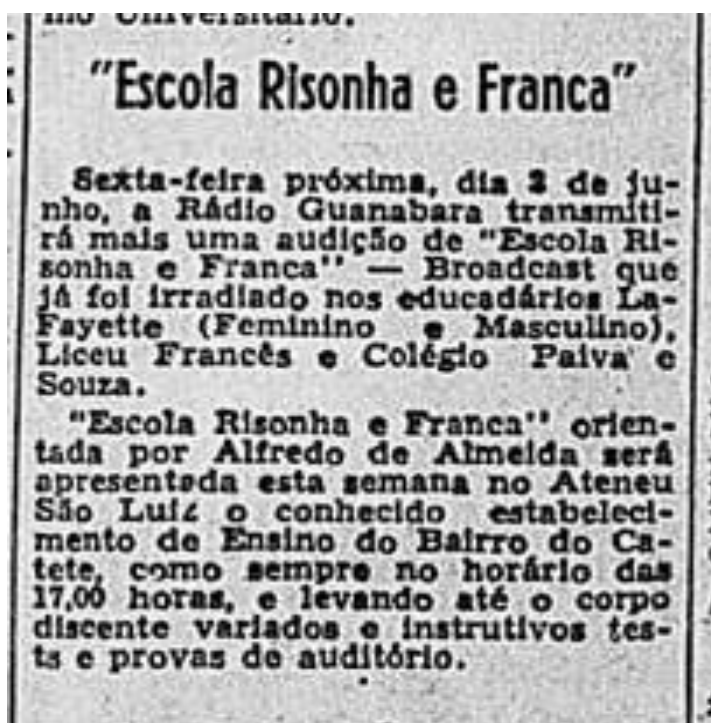 mo Universitário.
"Escola Risonha e Franca"
Sexta-feira próxima, dia 2 de ju-
nho, a Rádio Guanabara transmiti-
rá mais uma audição de "Escola Ri-
sonha e Franca" — Broadcast que
já foi irradiado nos educadários La-
Fayette (Feminino e Masculino),
Liceu Francês e Colégio Paiva e
Souza.
"Escola Risonha e Franca" orien-
tada por Alfredo de Almeida será
apresentada esta semana no Ateneu
São Luiz o conhecido estabeleci-
mento de Ensino do Bairro do Ca-
tete, como sempre no horário das
17,00 horas, e levando até o corpo
discente variados e instrutivos tes-
ts e provas de auditório.